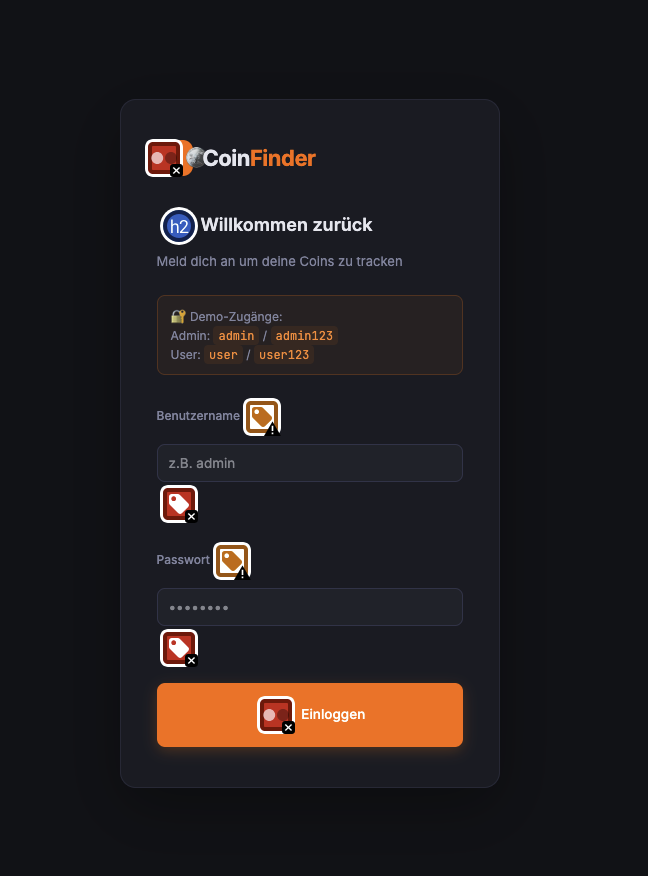 CoinFinder
h2 Willkommen zurück
Meld dich an um deine Coins zu tracken
🔐 Demo-Zugänge:
Admin: admin / admin123
User: user / user123
Benutzername
z.B. admin
Passwort
••••••••
Einloggen